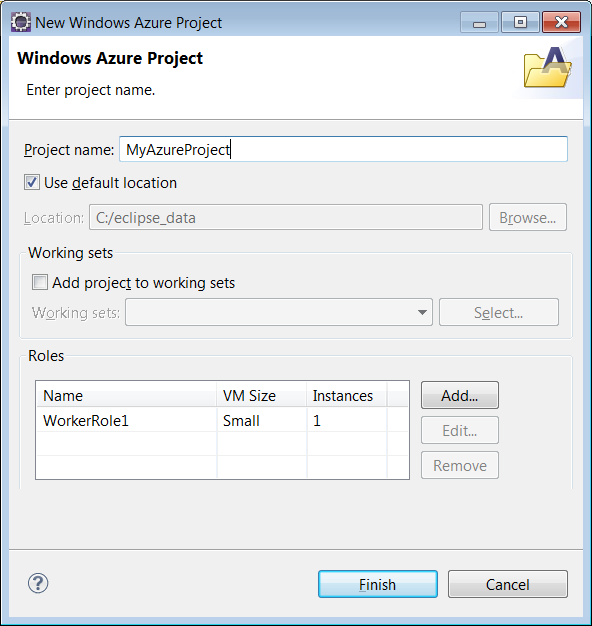 New Windows Azure Project
Windows Azure Project
Enter project name.
Project name: MyAzureProject
Use default location
Location: C:/eclipse_data Browse...
Working sets
Add project to working sets
Working sets: Select...
Roles
Name VM Size Instances Add...
WorkerRole1 Small 1
Edit...
Remove
? Finish Cancel